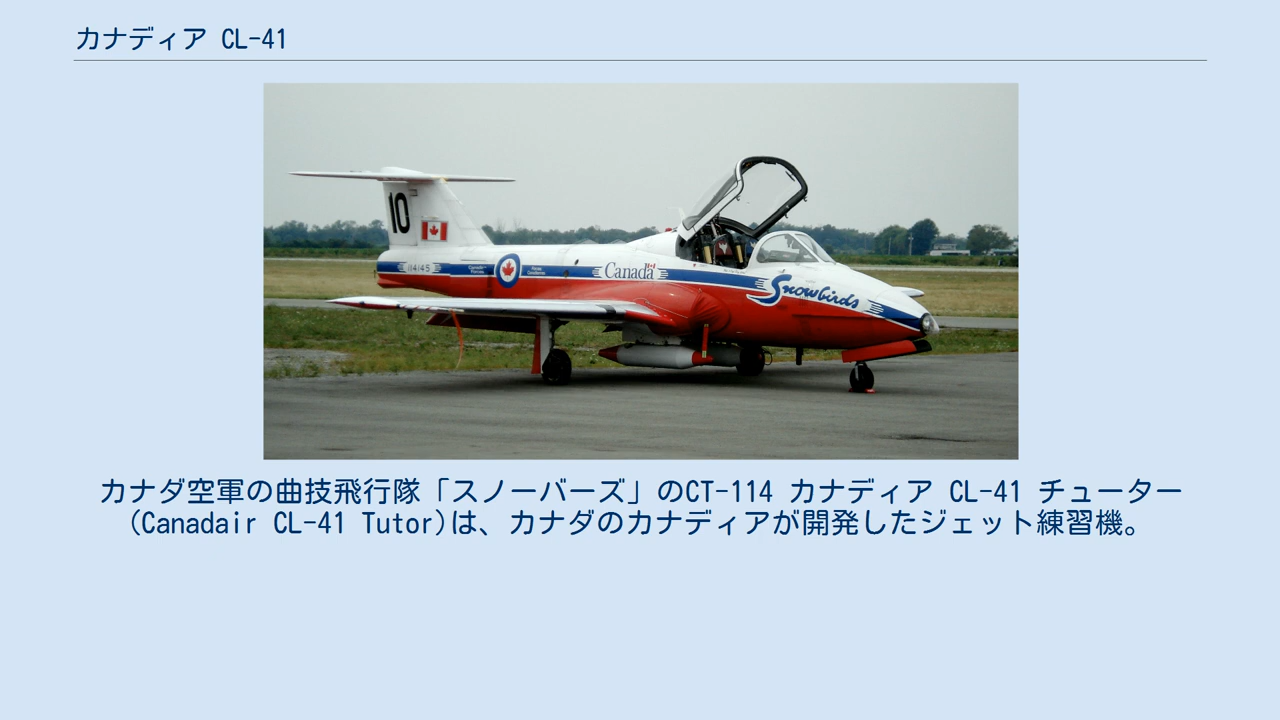 カナディア CL-41
10
114145
Canada
Snowbirds
カナダ空軍の曲技飛行隊「スノーバーズ」のCT-114 カナディア CL-41 チューター
(Canadair CL-41 Tutor)は、カナダのカナディアが開発したジェット練習機。